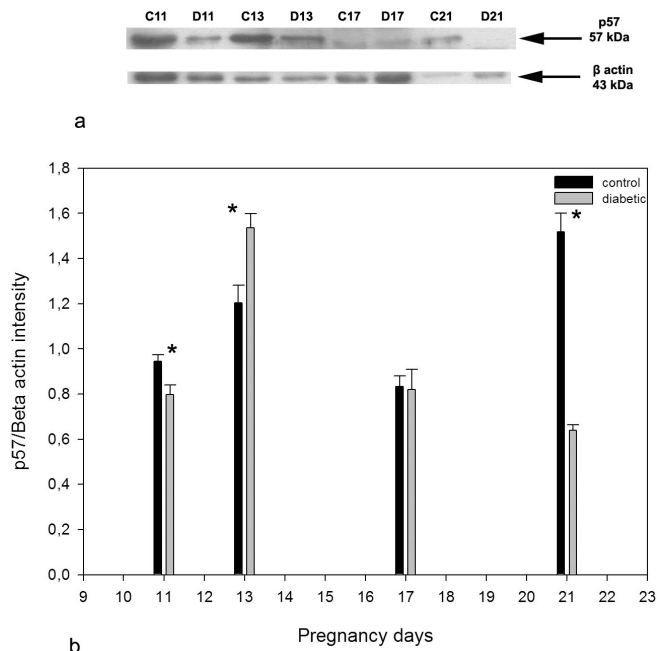 C11 D11 C13 D13 C17 D17 C21 D21
p57
57 kDa
β actin
43 kDa
a
1,8
1,6
1,4
1,2
1,0
0,8
0,6
0,4
0,2
0,0
p57/Beta actin intensity
control
diabetic
*
*
*
9 10 11 12 13 14 15 16 17 18 19 20 21 22 23
Pregnancy days
b